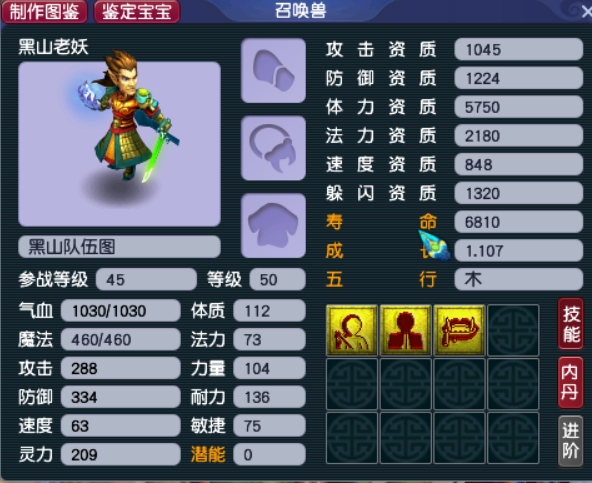 制作图鉴 鉴定宝宝 召唤兽
黑山老妖
攻击资质 1045
防御资质 1224
体力资质 5750
法力资质 2180
速度资质 848
躲闪资质 1320
寿命 6810
黑山队伍图
成长 1.107
参战等级 45 等级 50
五行 木
气血 1030/1030 体质 112
魔法 460/460 法力 73
攻击 288 力量 104
防御 334 耐力 136
速度 63 敏捷 75
灵力 209 潜能 0
技能
内丹
进阶